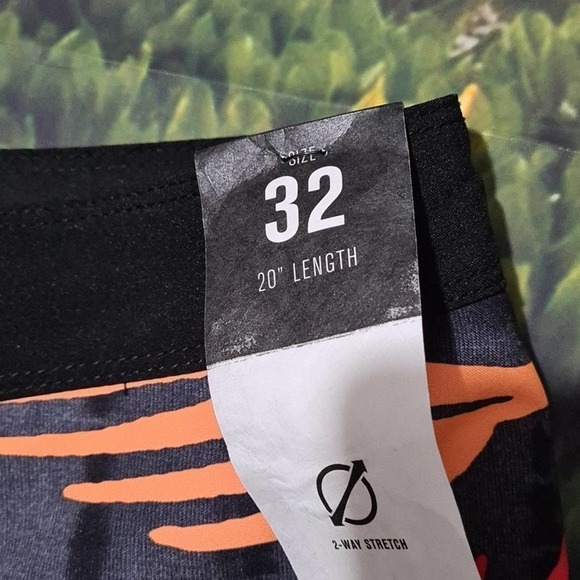 SIZE
32
20" LENGTH
2-WAY STRETCH